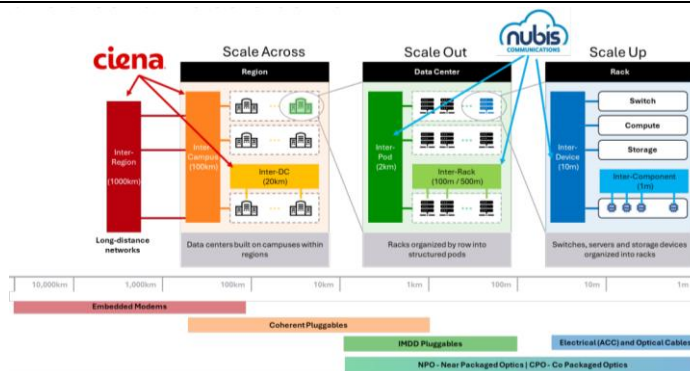 ciena
nubis
COMMUNICATIONS
Scale Across
Scale Out
Scale Up
Region
Data Center
Rack
Inter-
Region
(1000km)
Inter
Campus
(100km)
Inter-DC
(20km)
Inter-
Pod
(2km)
Inter-Rack
(100m / 500m)
Inter-
Device
(10m)
Switch
Compute
Storage
Inter-Component
(1m)
Long-distance
networks
Data centers built on campuses within
regions
Racks organized by row into
structured pods
Switches, servers and storage devices
organized into racks
10,000km
1,000km
100km
10km
1km
100m
10m
1m
Embedded Modems
Coherent Pluggables
IMDD Pluggables
Electrical (ACC) and Optical Cables
NPO - Near Packaged Optics | CPO - Co Packaged Optics